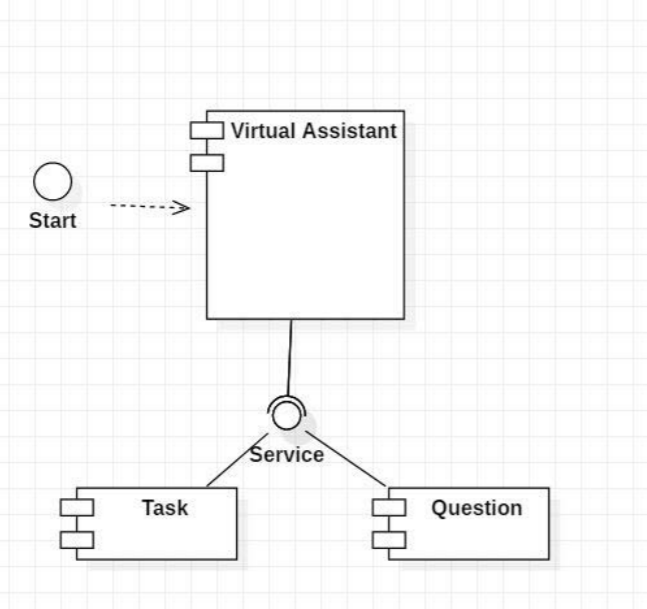 Virtual Assistant
Start
Service
Task
Question